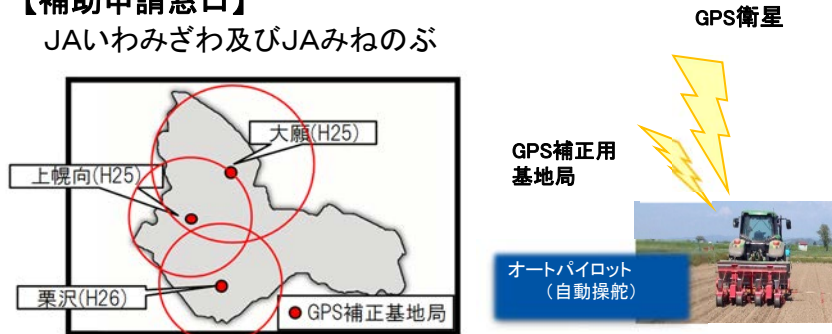 【補助申請窓口】
JAいわみざわ及びJAみねのぶ
大願(H25)
上幌向(H25)
栗沢(H26)
●GPS補正基地局
GPS衛星
GPS補正用
基地局
オートパイロット
（自動操舵）